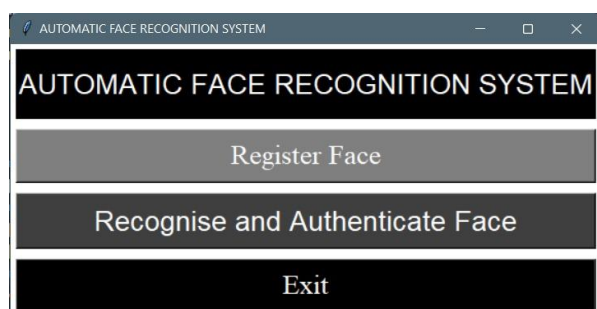 AUTOMATIC FACE RECOGNITION SYSTEM
AUTOMATIC FACE RECOGNITION SYSTEM
Register Face
Recognise and Authenticate Face
Exit